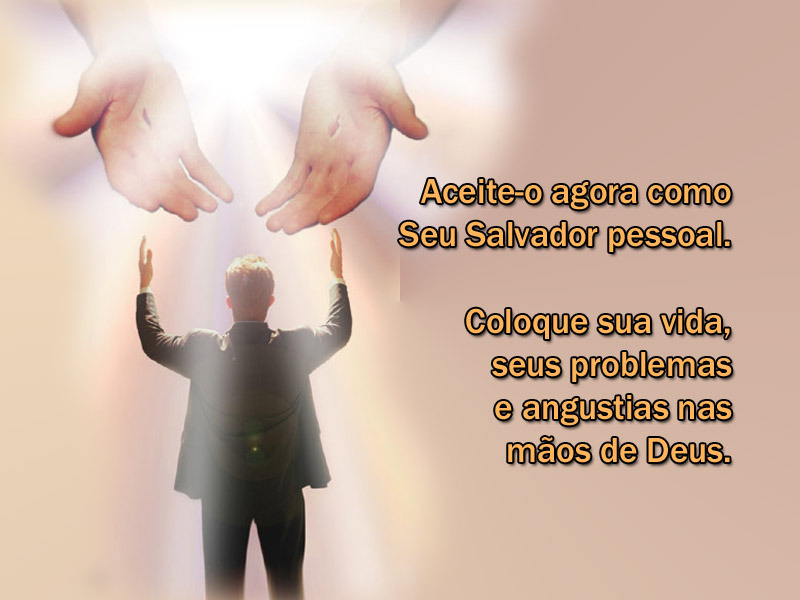 Aceite-o agora como
Seu Salvador pessoal.
Coloque sua vida,
seus problemas
e angustias nas
mãos de Deus.